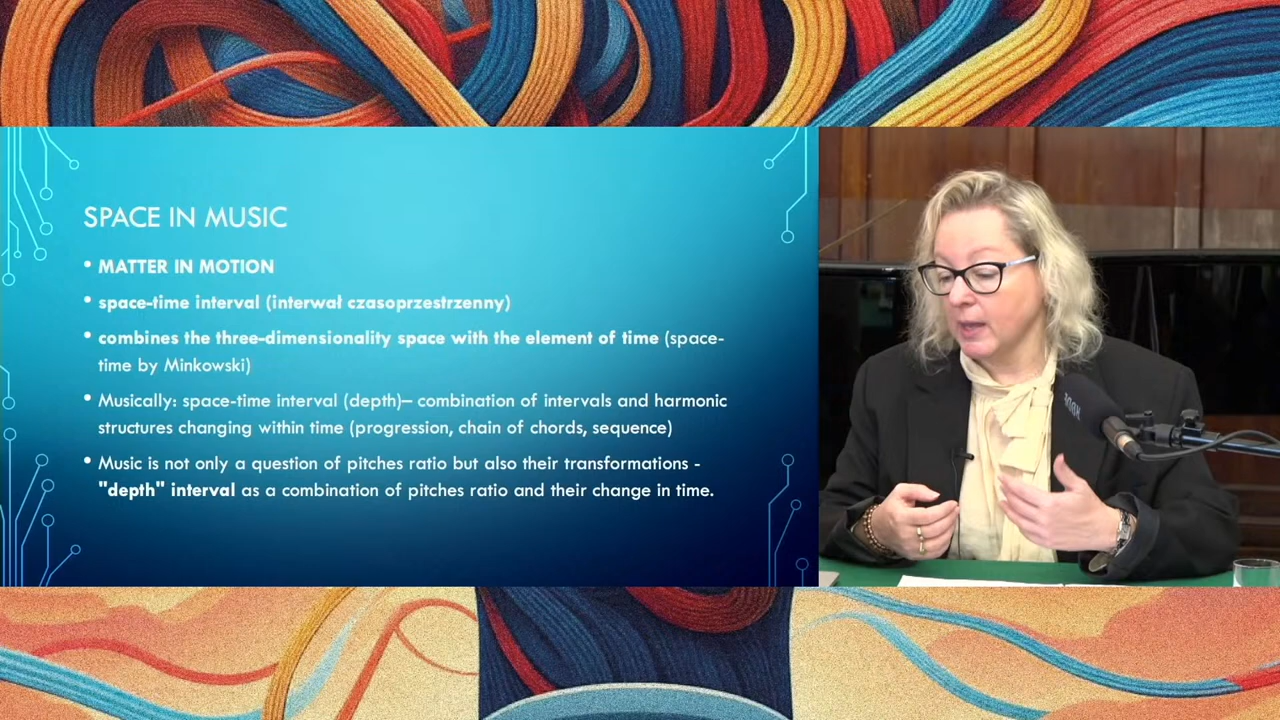 SPACE IN MUSIC
• MATTER IN MOTION
• space-time interval (interwał czasoprzestrzenny)
• combines the three-dimensionality space with the element of time (space-
time by Minkowski)
• Musically: space-time interval (depth)– combination of intervals and harmonic
structures changing within time (progression, chain of chords, sequence)
• Music is not only a question of pitches ratio but also their transformations -
"depth" interval as a combination of pitches ratio and their change in time.